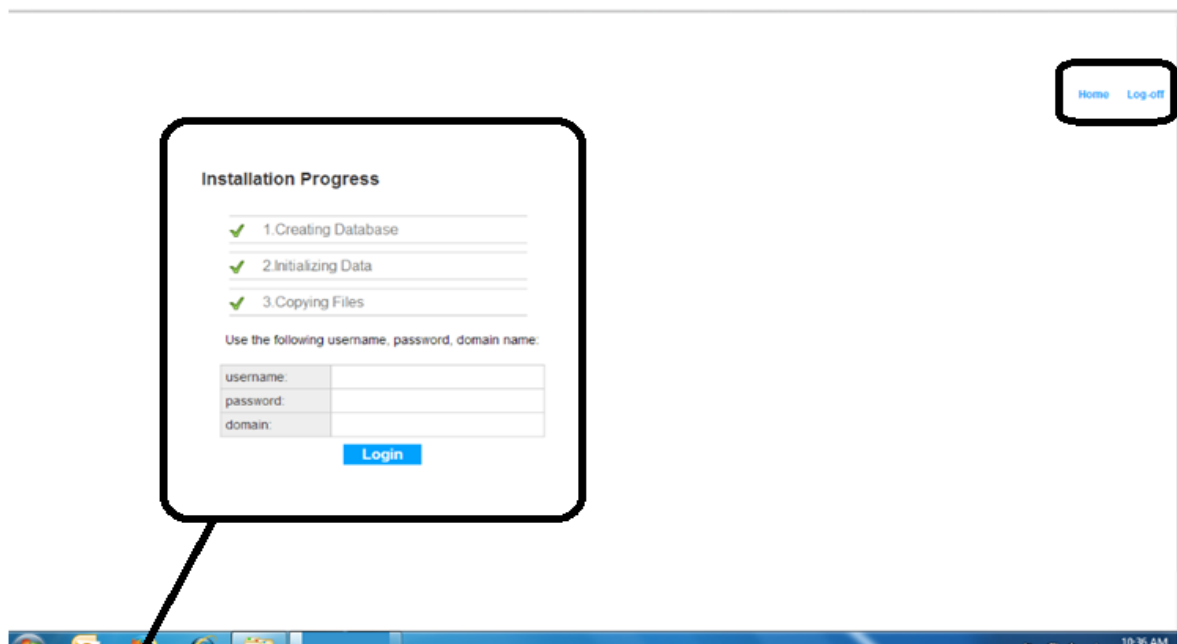 Home Log-off
Installation Progress
1.Creating Database
2.Initializing Data
3.Copying Files
Use the following username, password, domain name:
username:
password:
domain:
Login
10:36 AM